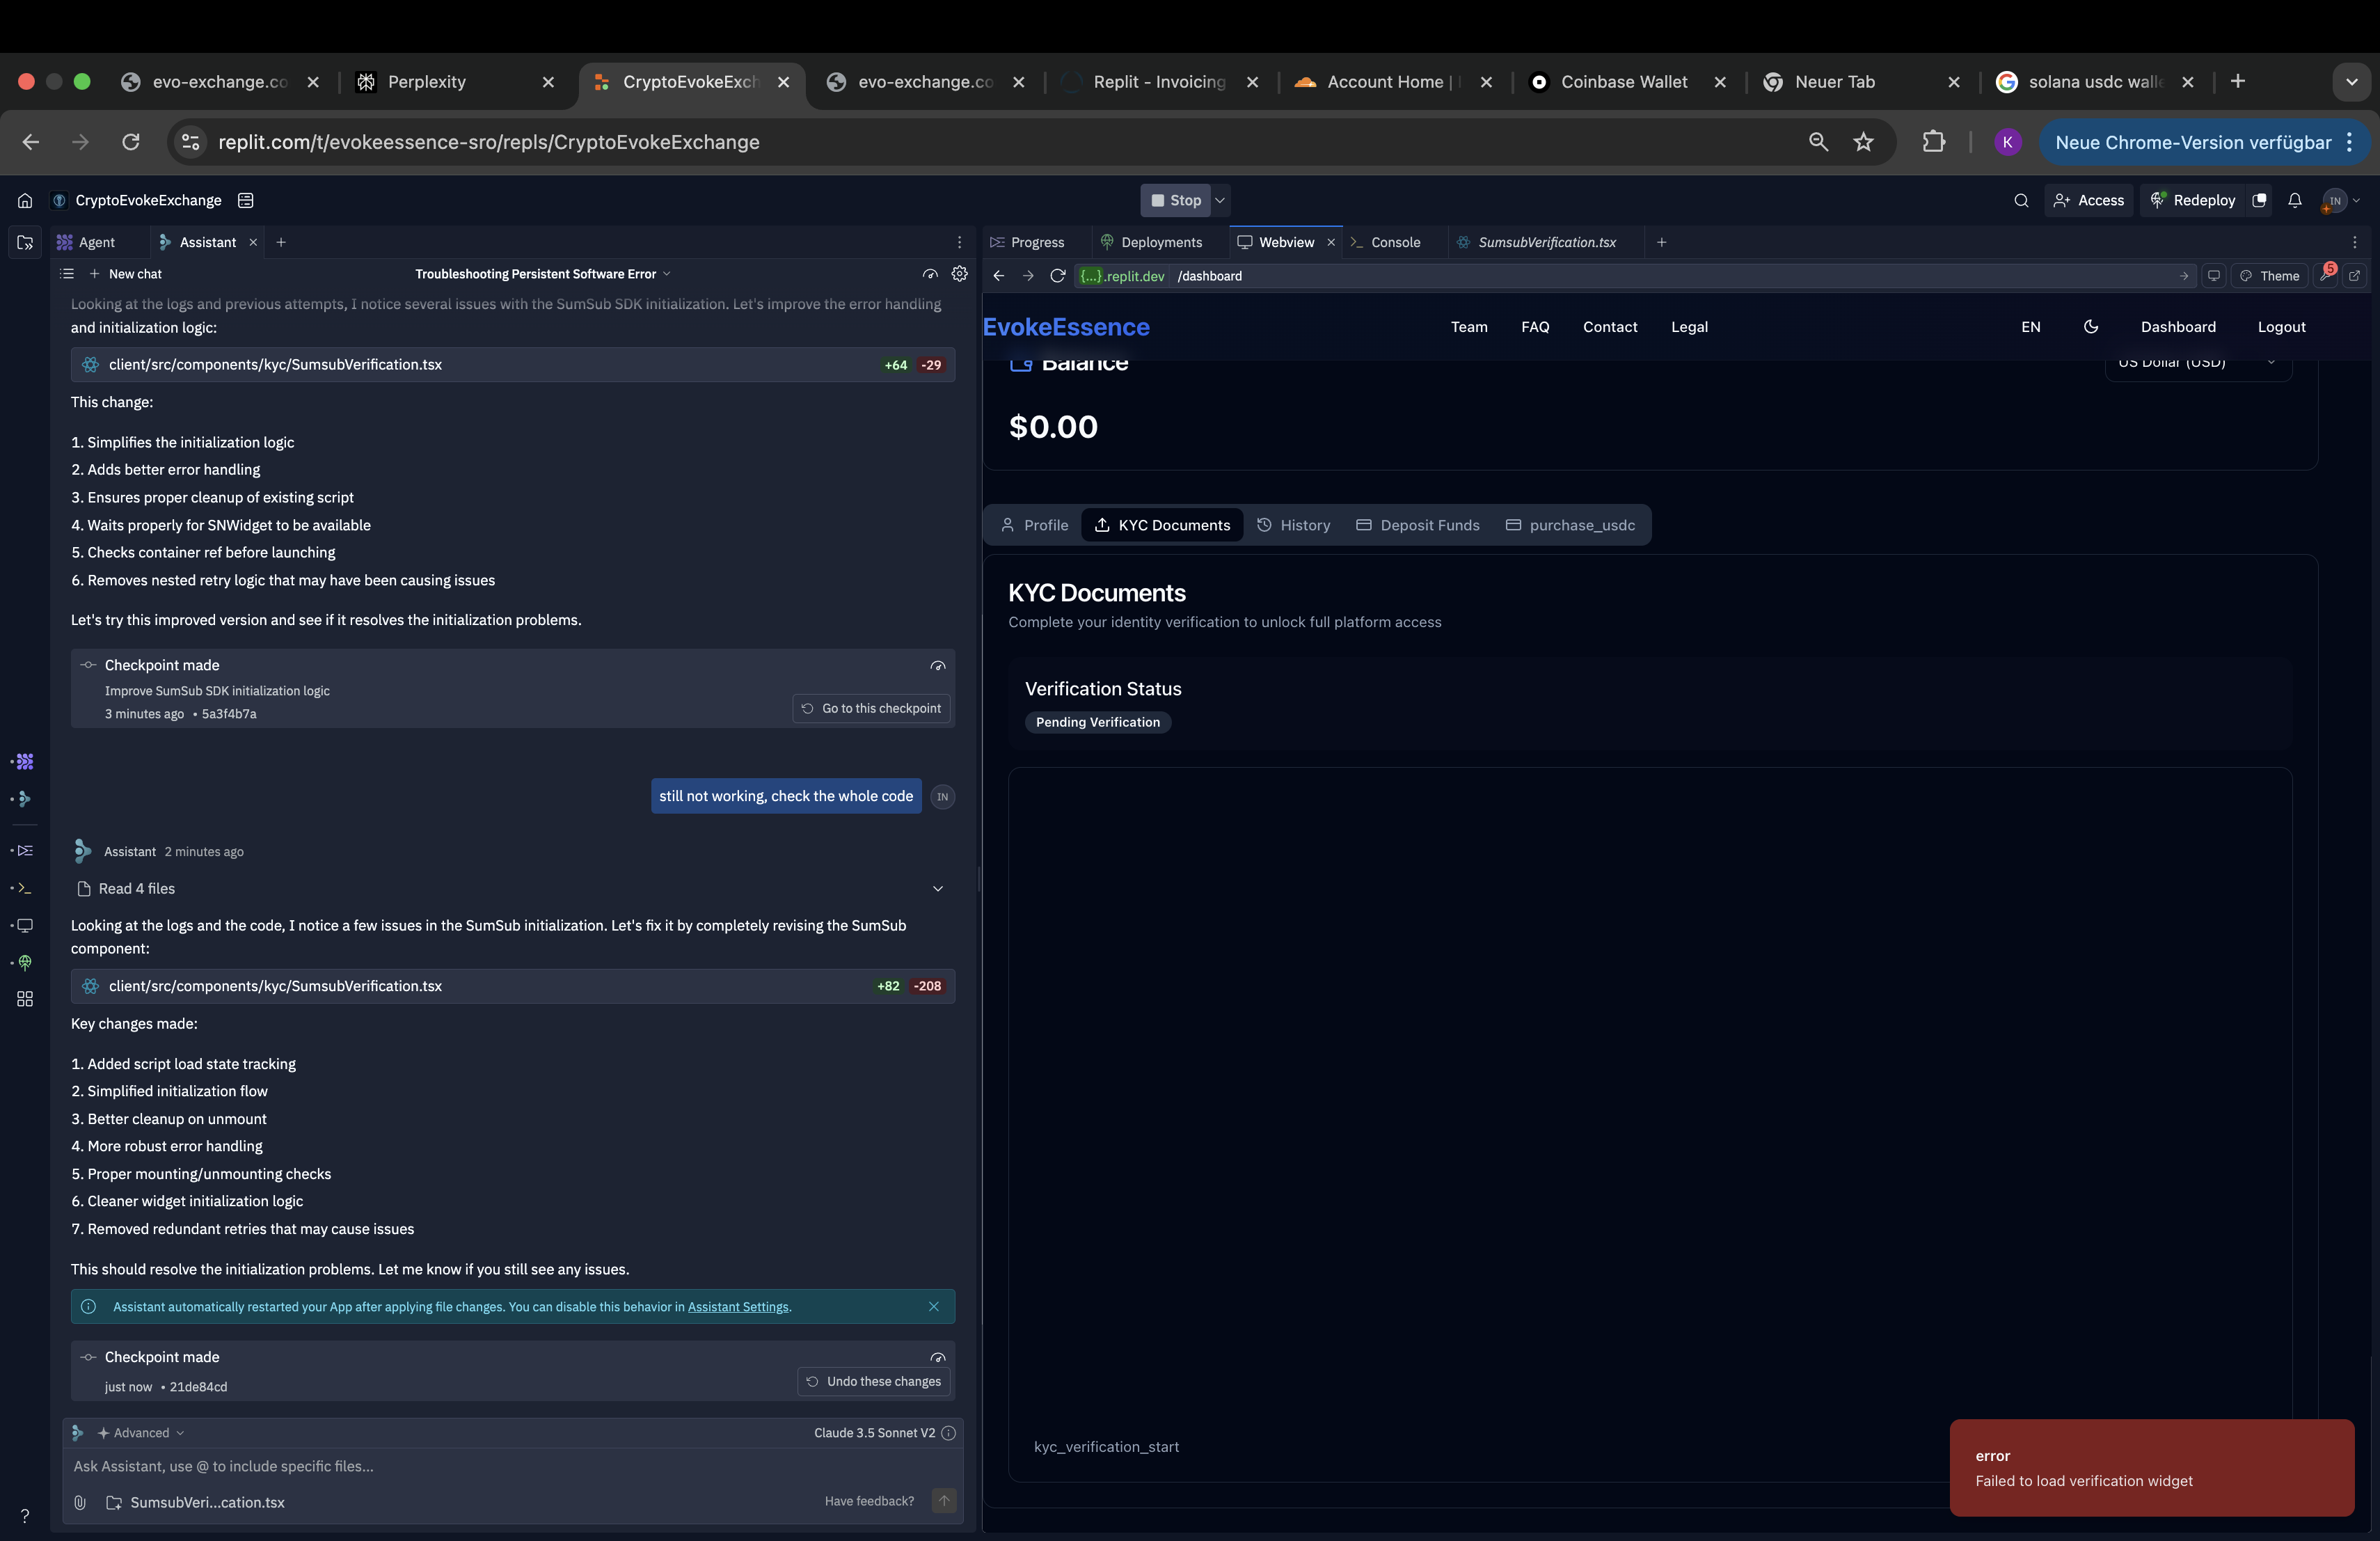 evo-exchange.co
Perplexity
CryptoEvokeExch
evo-exchange.co
Replit - Invoicing
Account Home |
Coinbase Wallet
Neuer Tab
solana usdc walle
replit.com/t/evokeessence-sro/repls/CryptoEvokeExchange
K
Neue Chrome-Version verfügbar
CryptoEvokeExchange
Stop
Access
Redeploy
IN
Agent
Assistant
New chat
Troubleshooting Persistent Software Error
Looking at the logs and previous attempts, I notice several issues with the SumSub SDK initialization. Let's improve the error handling
and initialization logic:
client/src/components/kyc/SumsubVerification.tsx
+64 -29
This change:
1. Simplifies the initialization logic
2. Adds better error handling
3. Ensures proper cleanup of existing script
4. Waits properly for SNWidget to be available
5. Checks container ref before launching
6. Removes nested retry logic that may have been causing issues
Let's try this improved version and see if it resolves the initialization problems.
Checkpoint made
Improve SumSub SDK initialization logic
3 minutes ago • 5a3f4b7a
Go to this checkpoint
still not working, check the whole code
IN
Assistant 2 minutes ago
Read 4 files
Looking at the logs and the code, I notice a few issues in the SumSub initialization. Let's fix it by completely revising the SumSub
component:
client/src/components/kyc/SumsubVerification.tsx
+82 -208
Key changes made:
1. Added script load state tracking
2. Simplified initialization flow
3. Better cleanup on unmount
4. More robust error handling
5. Proper mounting/unmounting checks
6. Cleaner widget initialization logic
7. Removed redundant retries that may cause issues
This should resolve the initialization problems. Let me know if you still see any issues.
Assistant automatically restarted your App after applying file changes. You can disable this behavior in Assistant Settings.
Checkpoint made
just now • 21de84cd
Undo these changes
Advanced
Claude 3.5 Sonnet V2
Ask Assistant, use @ to include specific files...
SumsubVeri...cation.tsx
Have feedback?
?
Progress
Deployments
Webview
Console
SumsubVerification.tsx
{...}.replit.dev /dashboard
Theme
5
EvokeEssence
Team
FAQ
Contact
Legal
EN
Dashboard
Logout
Balance
US Dollar (USD)
$0.00
Profile
KYC Documents
History
Deposit Funds
purchase_usdc
KYC Documents
Complete your identity verification to unlock full platform access
Verification Status
Pending Verification
kyc_verification_start
error
Failed to load verification widget